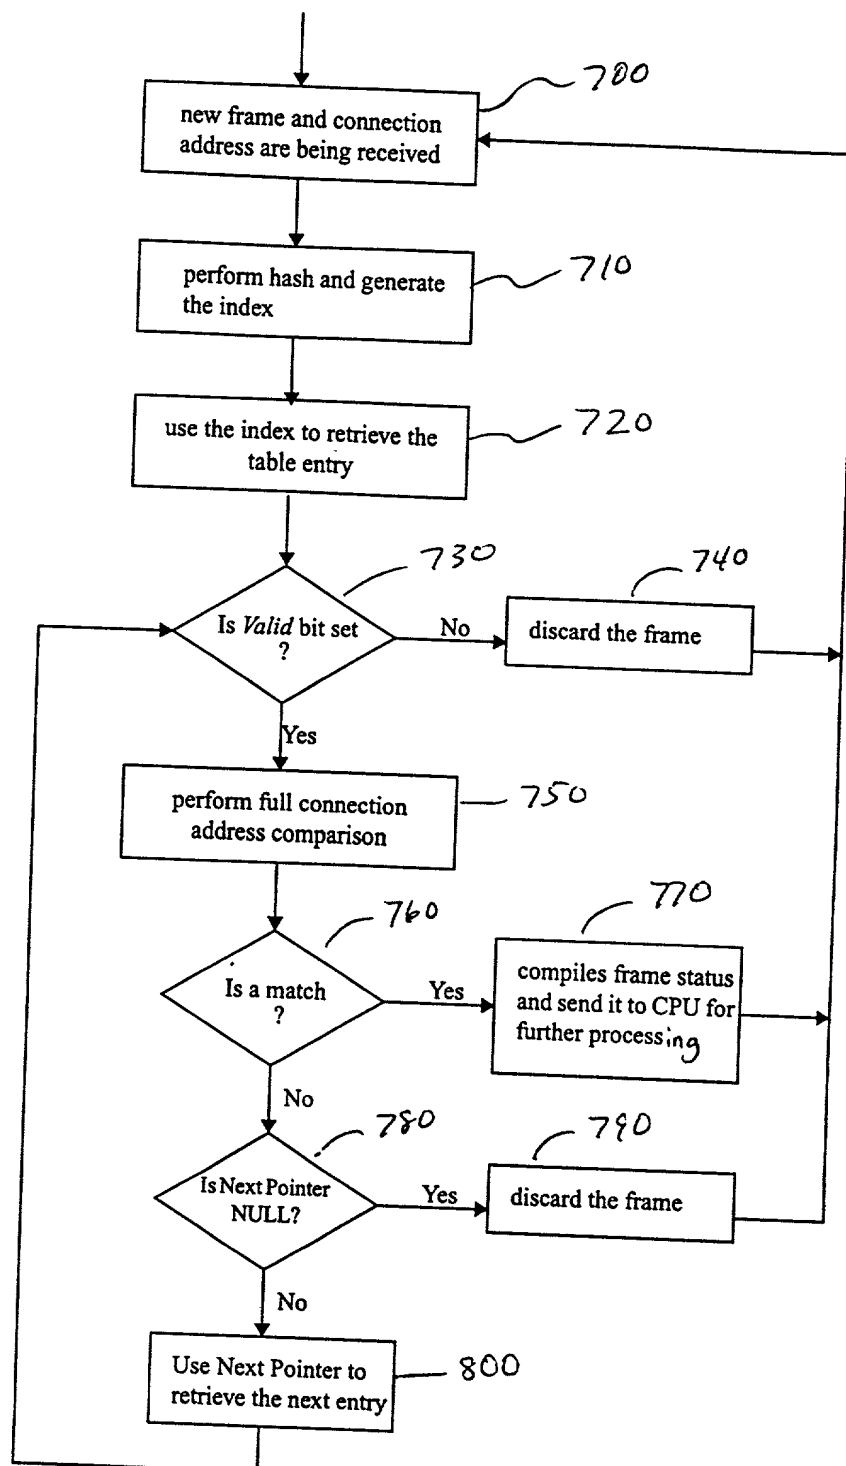 700
new frame and connection
address are being received
710
perform hash and generate
the index
720
use the index to retrieve the
table entry
730
740
Is Valid bit set
?
No
discard the frame
Yes
750
perform full connection
address comparison
760
770
Is a match
?
Yes
compiles frame status
and send it to CPU for
further processing
No
780
790
Is Next Pointer
NULL?
Yes
discard the frame
No
800
Use Next Pointer to
retrieve the next entry